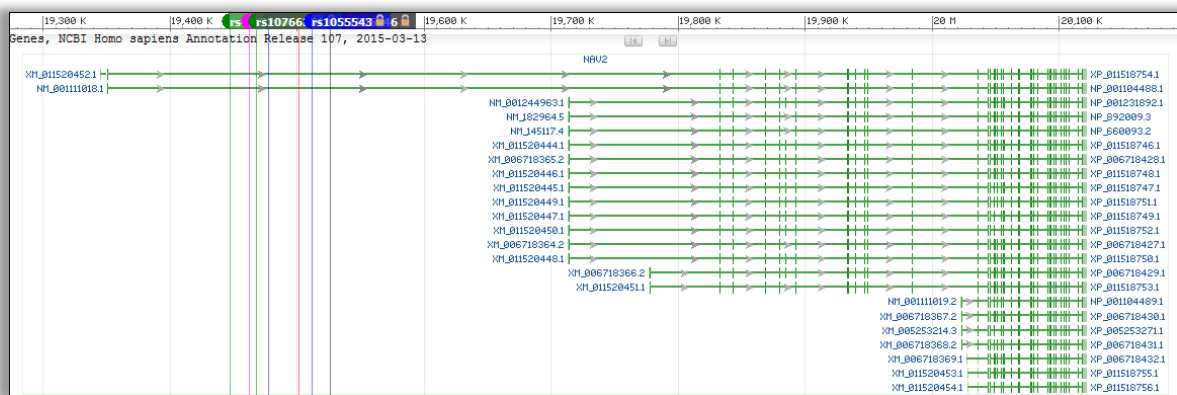 19,300 K 19,400 K rs rs10766 rs1055543 6 19,600 K 19,700 K 19,800 K 19,900 K 20 M 20,100 K
Genes, NCBI Homo sapiens Annotation Release 107, 2015-03-13
NAV2
XM_011520452.1 XP_011518754.1
NM_001111018.1 NP_001104488.1
NM_001244963.1 NP_001231892.1
NM_182964.5 NP_892009.3
NM_145117.4 NP_660093.2
XM_011520444.1 XP_011518746.1
XM_006718365.2 XP_006718428.1
XM_011520446.1 XP_011518748.1
XM_011520445.1 XP_011518747.1
XM_011520449.1 XP_011518751.1
XM_011520447.1 XP_011518749.1
XM_011520450.1 XP_011518752.1
XM_006718364.2 XP_006718427.1
XM_011520448.1 XP_011518750.1
XM_006718366.2 XP_006718429.1
XM_011520451.1 XP_011518753.1
NM_001111019.2 NP_001104489.1
XM_006718367.2 XP_006718430.1
XM_005253214.3 XP_005253271.1
XM_006718368.2 XP_006718431.1
XM_006718369.1 XP_006718432.1
XM_011520453.1 XP_011518755.1
XM_011520454.1 XP_011518756.1